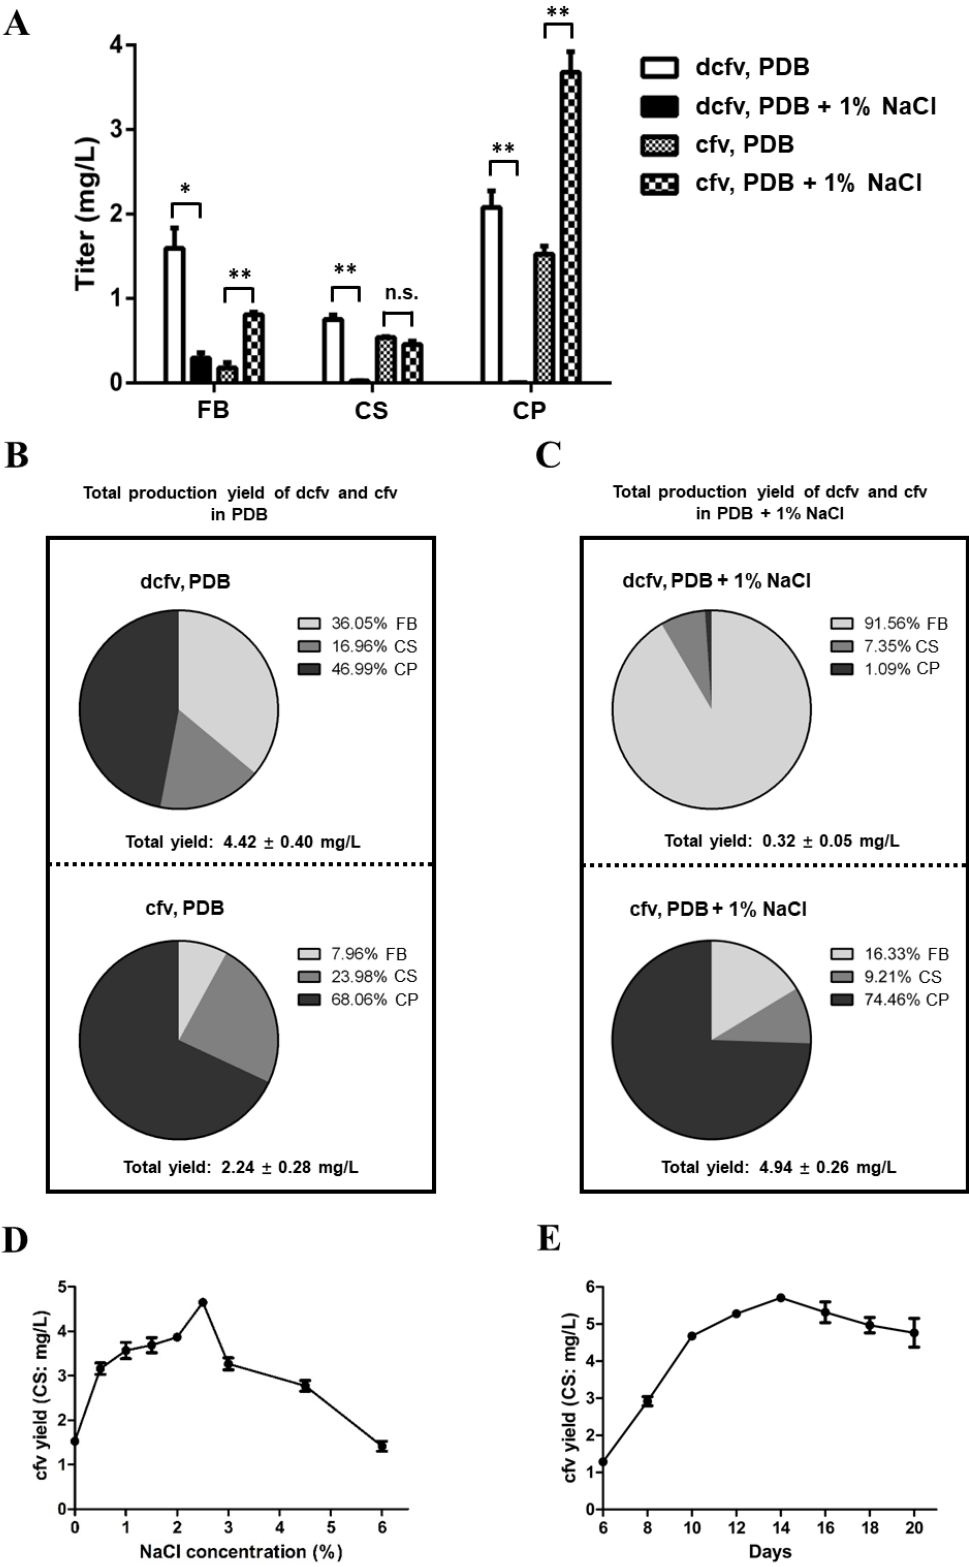 A
Titer (mg/L)
4
3
2
1
0
*
**
**
n.s.
**
**
FB
CS
CP
dcfv, PDB
dcfv, PDB + 1% NaCl
cfv, PDB
cfv, PDB + 1% NaCl
B
Total production yield of dcfv and cfv
in PDB
dcfv, PDB
36.05% FB
16.96% CS
46.99% CP
Total yield: 4.42 ± 0.40 mg/L
cfv, PDB
7.96% FB
23.98% CS
68.06% CP
Total yield: 2.24 ± 0.28 mg/L
C
Total production yield of dcfv and cfv
in PDB + 1% NaCl
dcfv, PDB + 1% NaCl
91.56% FB
7.35% CS
1.09% CP
Total yield: 0.32 ± 0.05 mg/L
cfv, PDB + 1% NaCl
16.33% FB
9.21% CS
74.46% CP
Total yield: 4.94 ± 0.26 mg/L
D
cfv yield (CS: mg/L)
5
4
3
2
1
0
0 1 2 3 4 5 6
NaCl concentration (%)
E
cfv yield (CS: mg/L)
6
5
4
3
2
1
0
6 8 10 12 14 16 18 20
Days